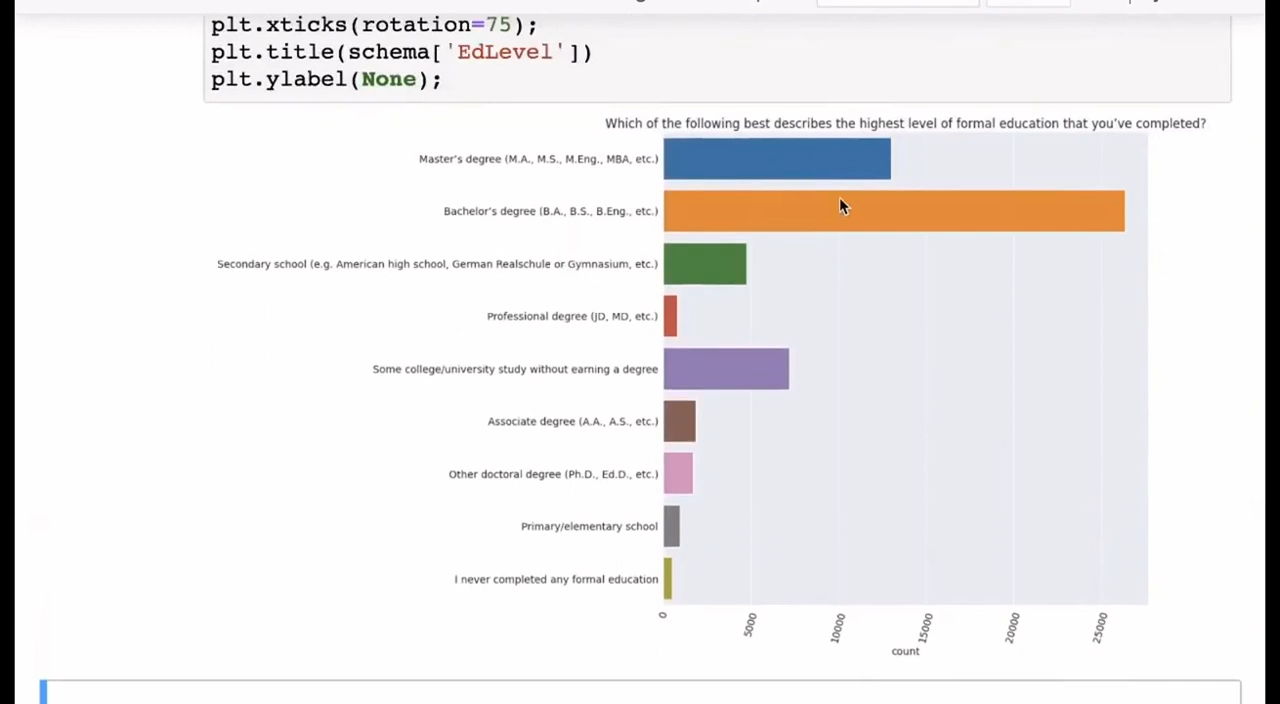 plt.xticks(rotation=75);
plt.title(schema['EdLevel'])
plt.ylabel(None);
Which of the following best describes the highest level of formal education that you’ve completed?
Master’s degree (M.A., M.S., M.Eng., MBA, etc.)
Bachelor’s degree (B.A., B.S., B.Eng., etc.)
Secondary school (e.g. American high school, German Realschule or Gymnasium, etc.)
Professional degree (JD, MD, etc.)
Some college/university study without earning a degree
Associate degree (A.A., A.S., etc.)
Other doctoral degree (Ph.D., Ed.D., etc.)
Primary/elementary school
I never completed any formal education
0 5000 10000 15000 20000 25000
count